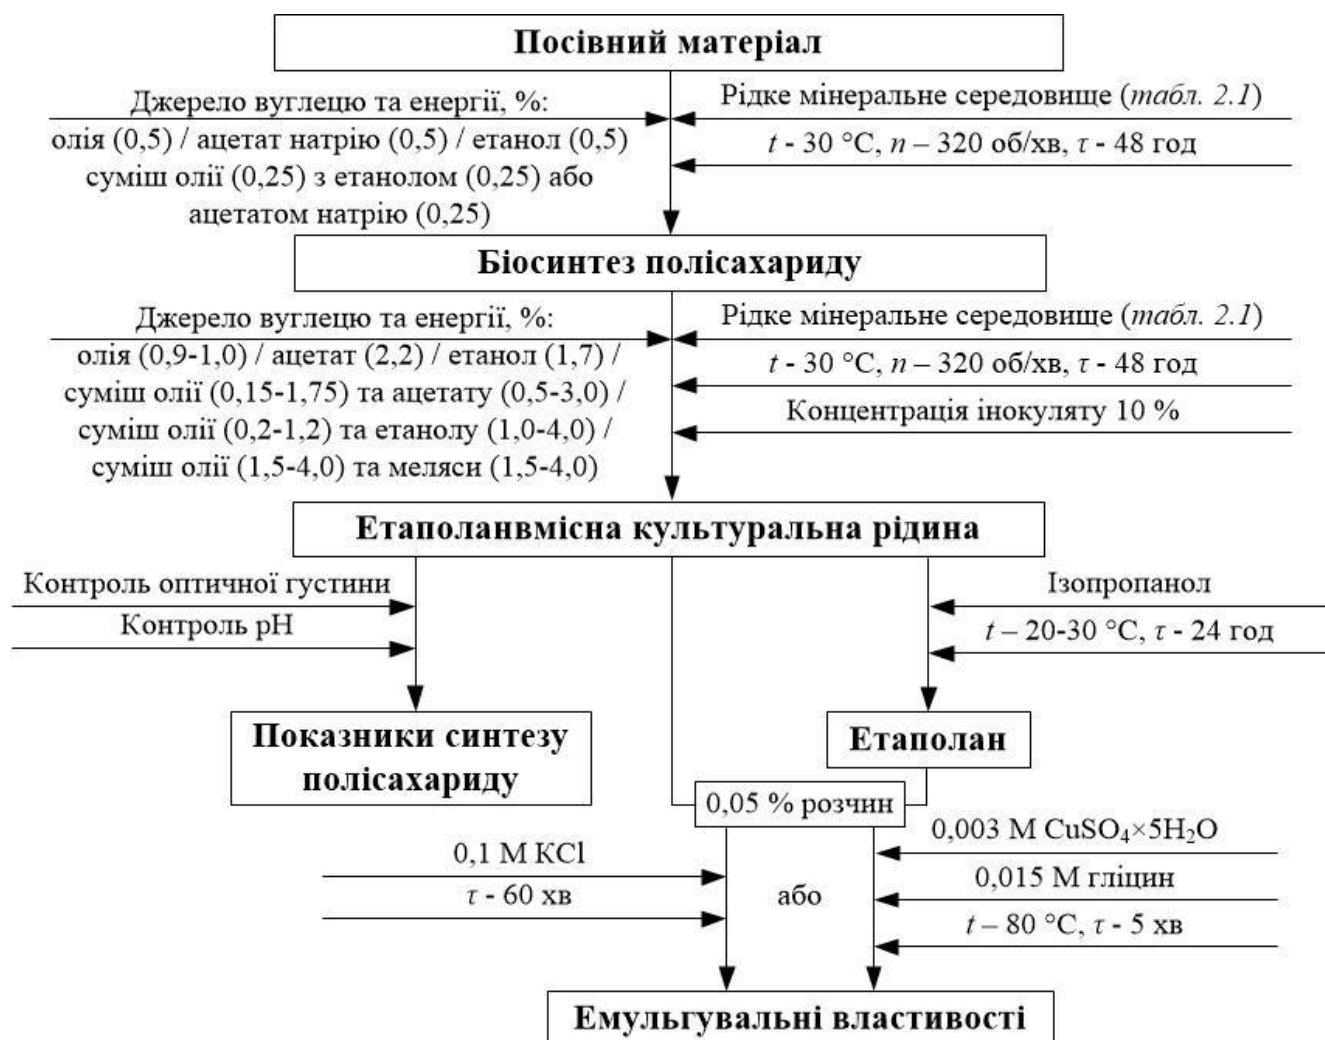 Посівний матеріал
Джерело вуглецю та енергії, %:
олія (0,5) / ацетат натрію (0,5) / етанол (0,5)
суміш олії (0,25) з етанолом (0,25) або
ацетатом натрію (0,25)
Рідке мінеральне середовище (табл. 2.1)
t - 30 °C, n – 320 об/хв, τ - 48 год
Біосинтез полісахариду
Джерело вуглецю та енергії, %:
олія (0,9-1,0) / ацетат (2,2) / етанол (1,7) /
суміш олії (0,15-1,75) та ацетату (0,5-3,0) /
суміш олії (0,2-1,2) та етанолу (1,0-4,0) /
суміш олії (1,5-4,0) та меляси (1,5-4,0)
Рідке мінеральне середовище (табл. 2.1)
t - 30 °C, n – 320 об/хв, τ - 48 год
Концентрація інокуляту 10 %
Етаполанвмісна культуральна рідина
Контроль оптичної густини
Контроль pH
Ізопропанол
t – 20-30 °C, τ - 24 год
Показники синтезу
полісахариду
Етаполан
0,05 % розчин
0,1 М KCl
τ - 60 хв
або
0,003 М CuSO₄×5H₂O
0,015 М гліцин
t – 80 °C, τ - 5 хв
Емульгувальні властивості